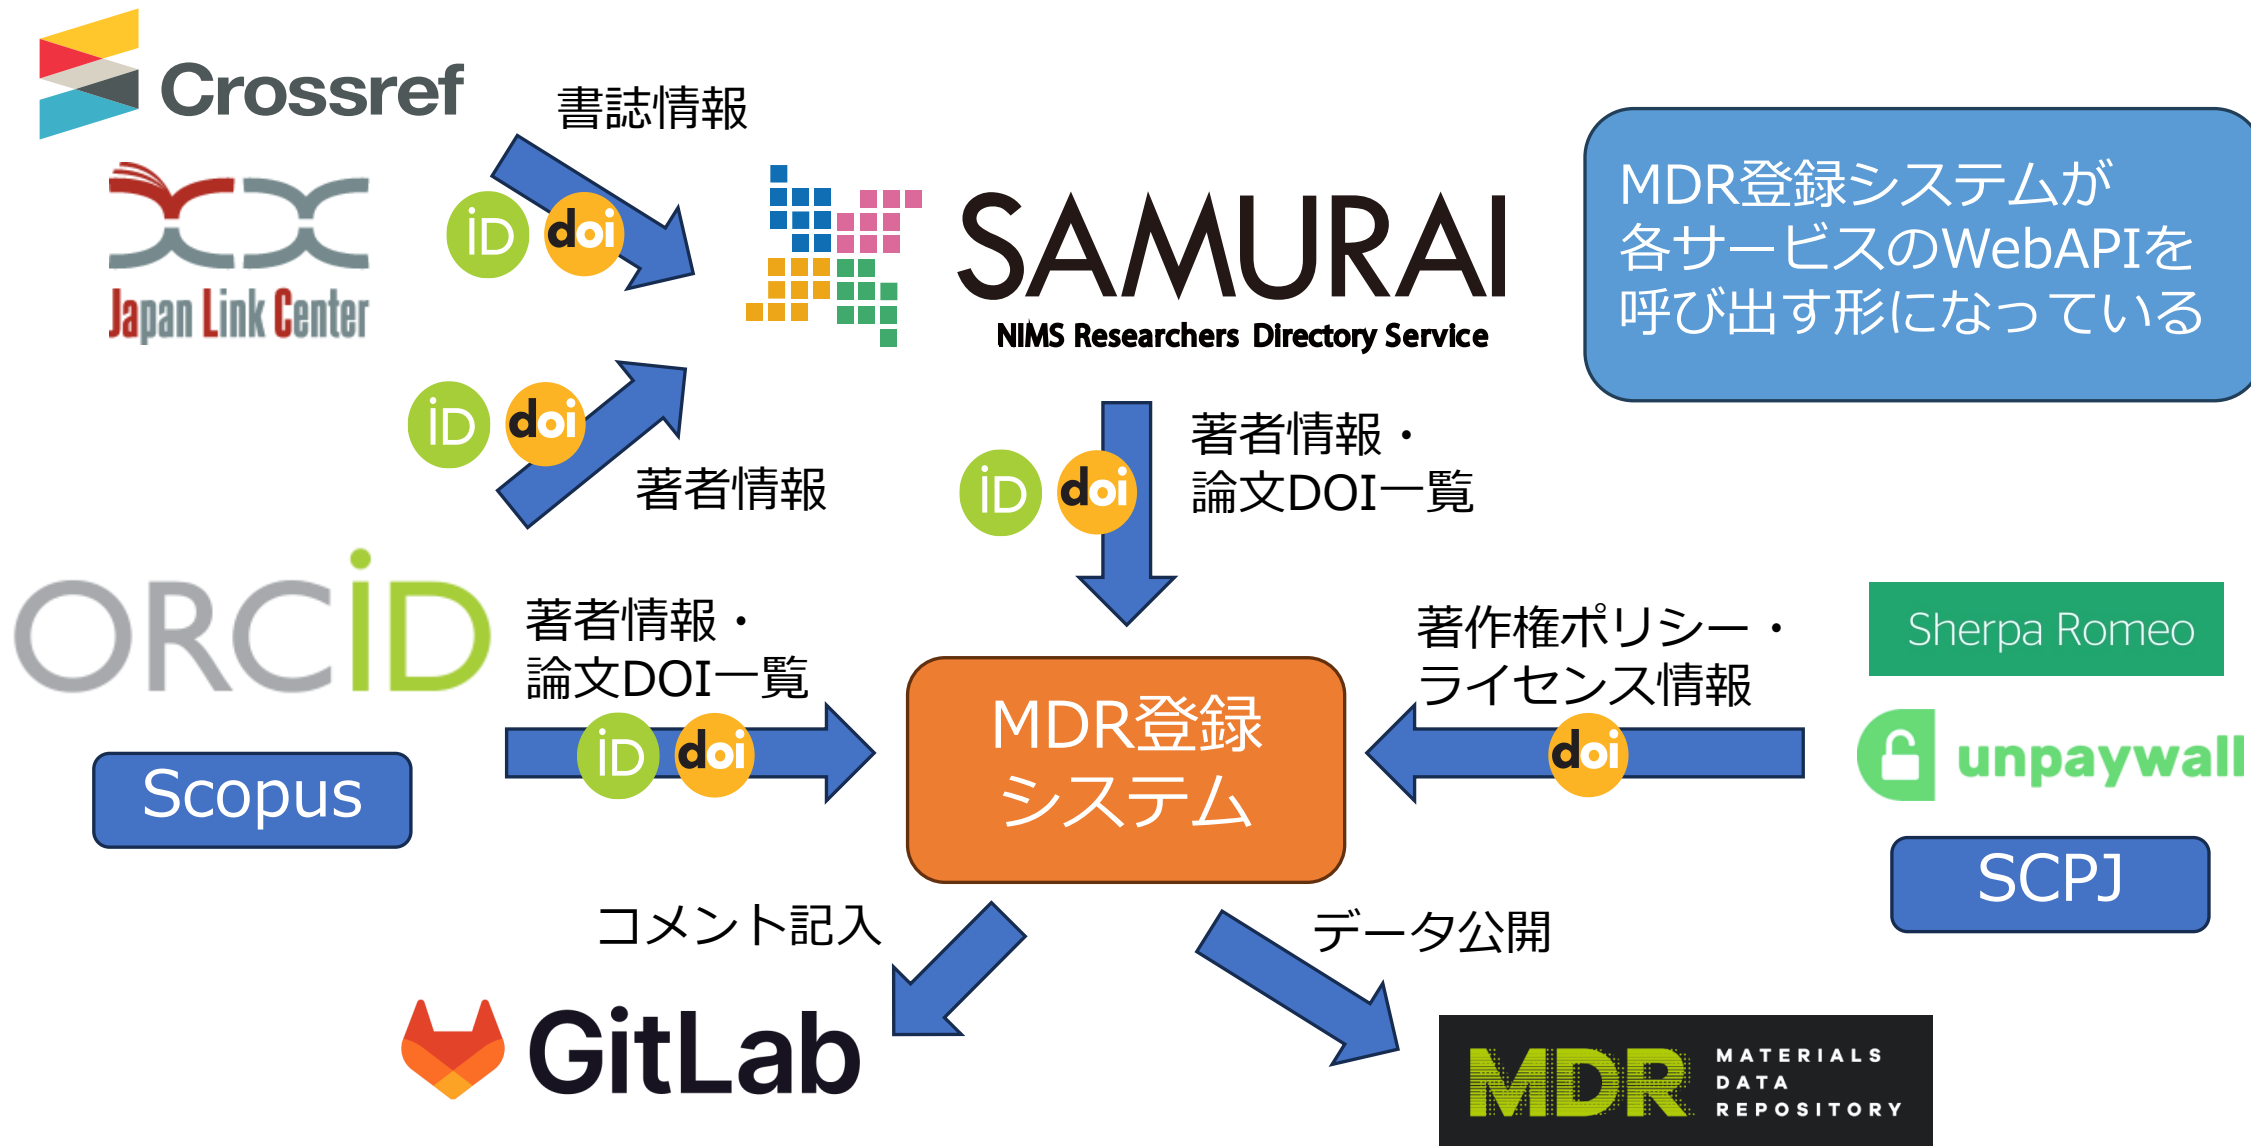 Crossref
書誌情報
Japan Link Center
iD
doi
SAMURAI
NIMS Researchers Directory Service
MDR登録システムが
各サービスのWebAPIを
呼び出す形になっている
iD
doi
著者情報
iD
doi
著者情報・
論文DOI一覧
ORCiD
著者情報・
論文DOI一覧
iD
doi
Scopus
MDR登録
システム
著作権ポリシー・
ライセンス情報
doi
Sherpa Romeo
unpaywall
SCPJ
コメント記入
データ公開
GitLab
MDR
MATERIALS
DATA
REPOSITORY